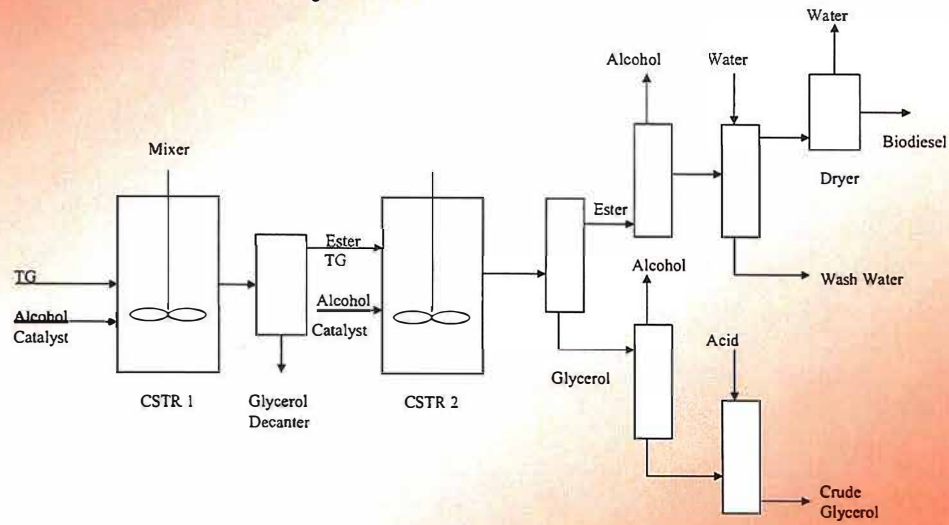 Water
Alcohol
Water
Biodiesel
Dryer
Mixer
Ester
Ester
TG
TG
Alcohol
Catalyst
Alcohol
Catalyst
Alcohol
Wash Water
Acid
Glycerol
CSTR 1
Glycerol
Decanter
CSTR 2
Crude
Glycerol